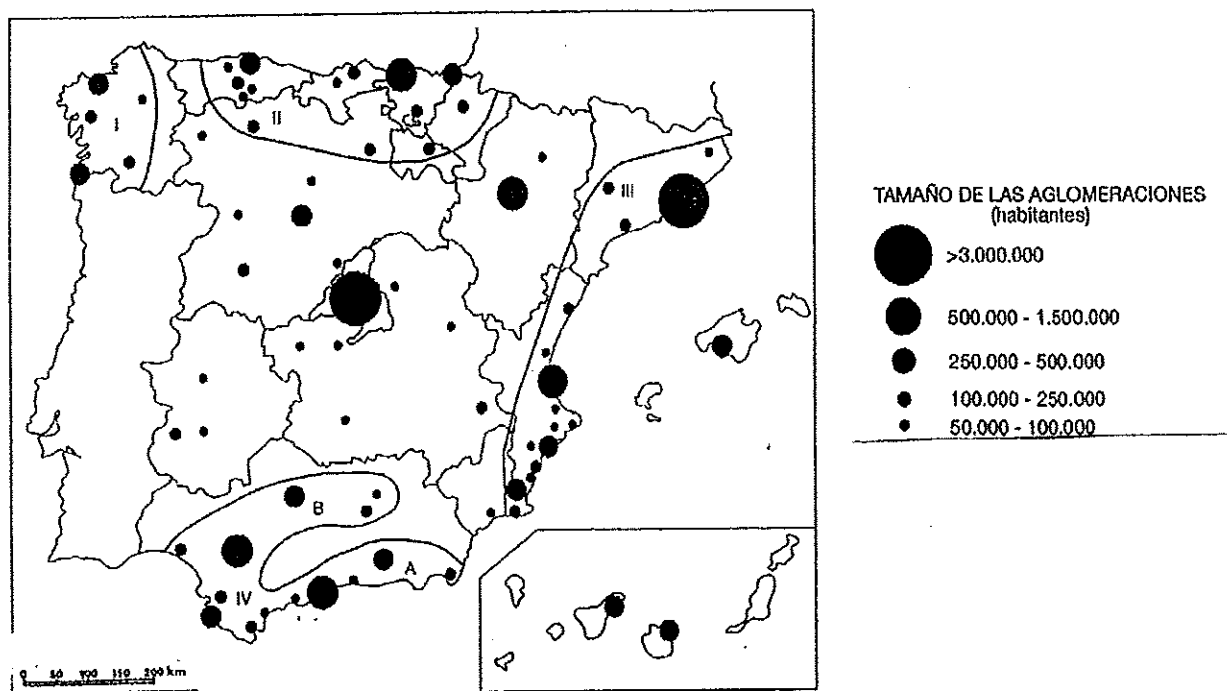 I
II
III
B
A
IV
0 50 100 150 200 km
TAMAÑO DE LAS AGLOMERACIONES
(habitantes)
>3.000.000
500.000 - 1.500.000
250.000 - 500.000
100.000 - 250.000
50.000 - 100.000